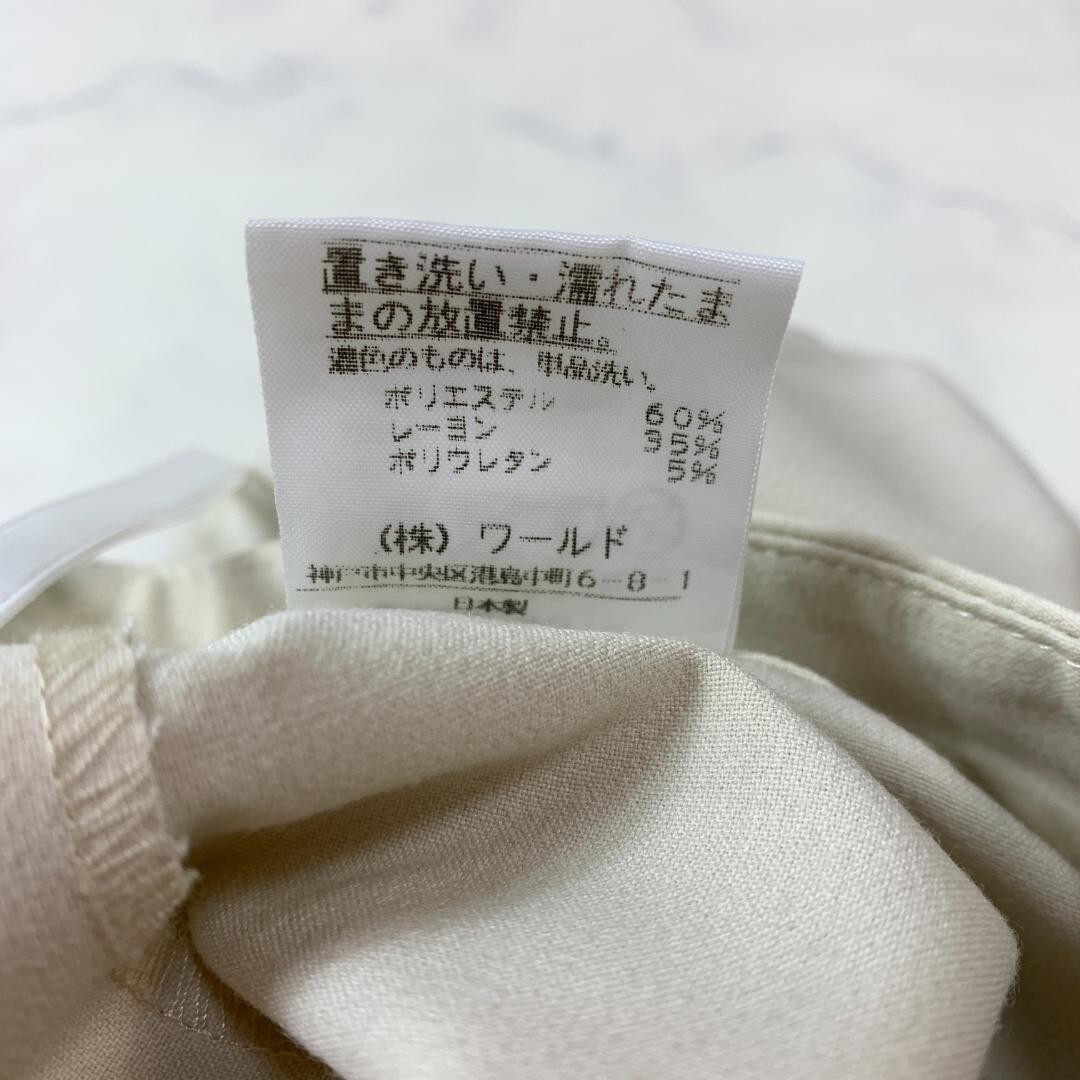 置き洗い・濡れたま
まの放置禁止。
濃色のものは、単品洗い。
ポリエステル 60%
レーヨン 35%
ポリウレタン 5%
(株) ワールド
神戸市中央区港島中町6-8-1
日本製